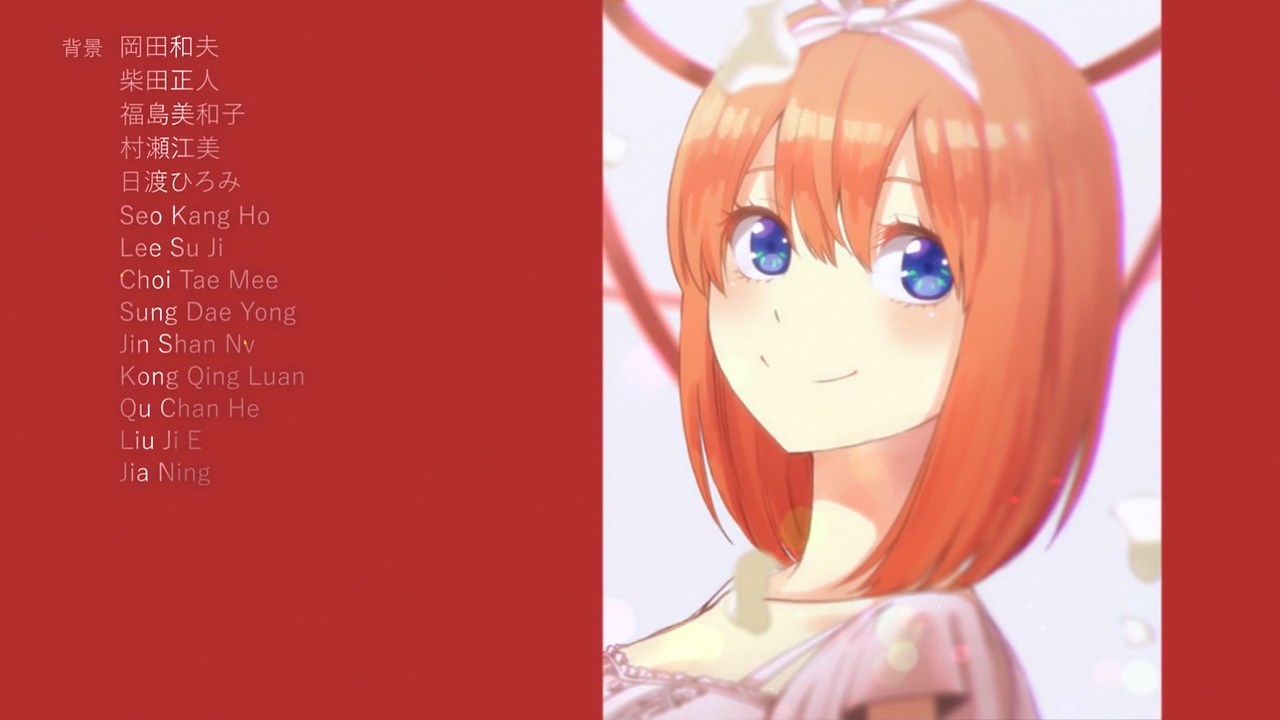 背景 岡田和夫
柴田正人
福島美和子
村瀬江美
日渡ひろみ
Seo Kang Ho
Lee Su Ji
Choi Tae Mee
Sung Dae Yong
Jin Shan Nv
Kong Qing Luan
Qu Chan He
Liu Ji E
Jia Ning